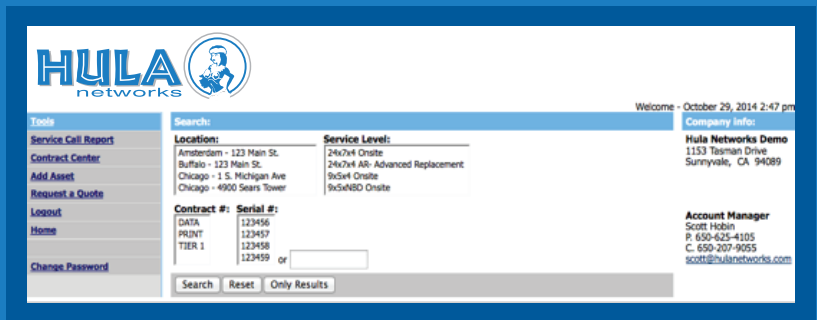 HULA
networks
Welcome - October 29, 2014 2:47 pm
Tools
Service Call Report
Contract Center
Add Asset
Request a Quote
Logout
Home
Change Password
Search:
Location:
Amsterdam - 123 Main St.
Buffalo - 123 Main St.
Chicago - 1 S. Michigan Ave
Chicago - 4900 Sears Tower
Service Level:
24x7x4 Onsite
24x7x4 AR- Advanced Replacement
9x5x4 Onsite
9x5xNBD Onsite
Contract #:
DATA
PRINT
TIER 1
Serial #:
123456
123457
123458
123459
or
Search
Reset
Only Results
Company info:
Hula Networks Demo
1153 Tasman Drive
Sunnyvale, CA 94089
Account Manager
Scott Hobin
P. 650-625-4105
C. 650-207-9055
scott@hulanetworks.com